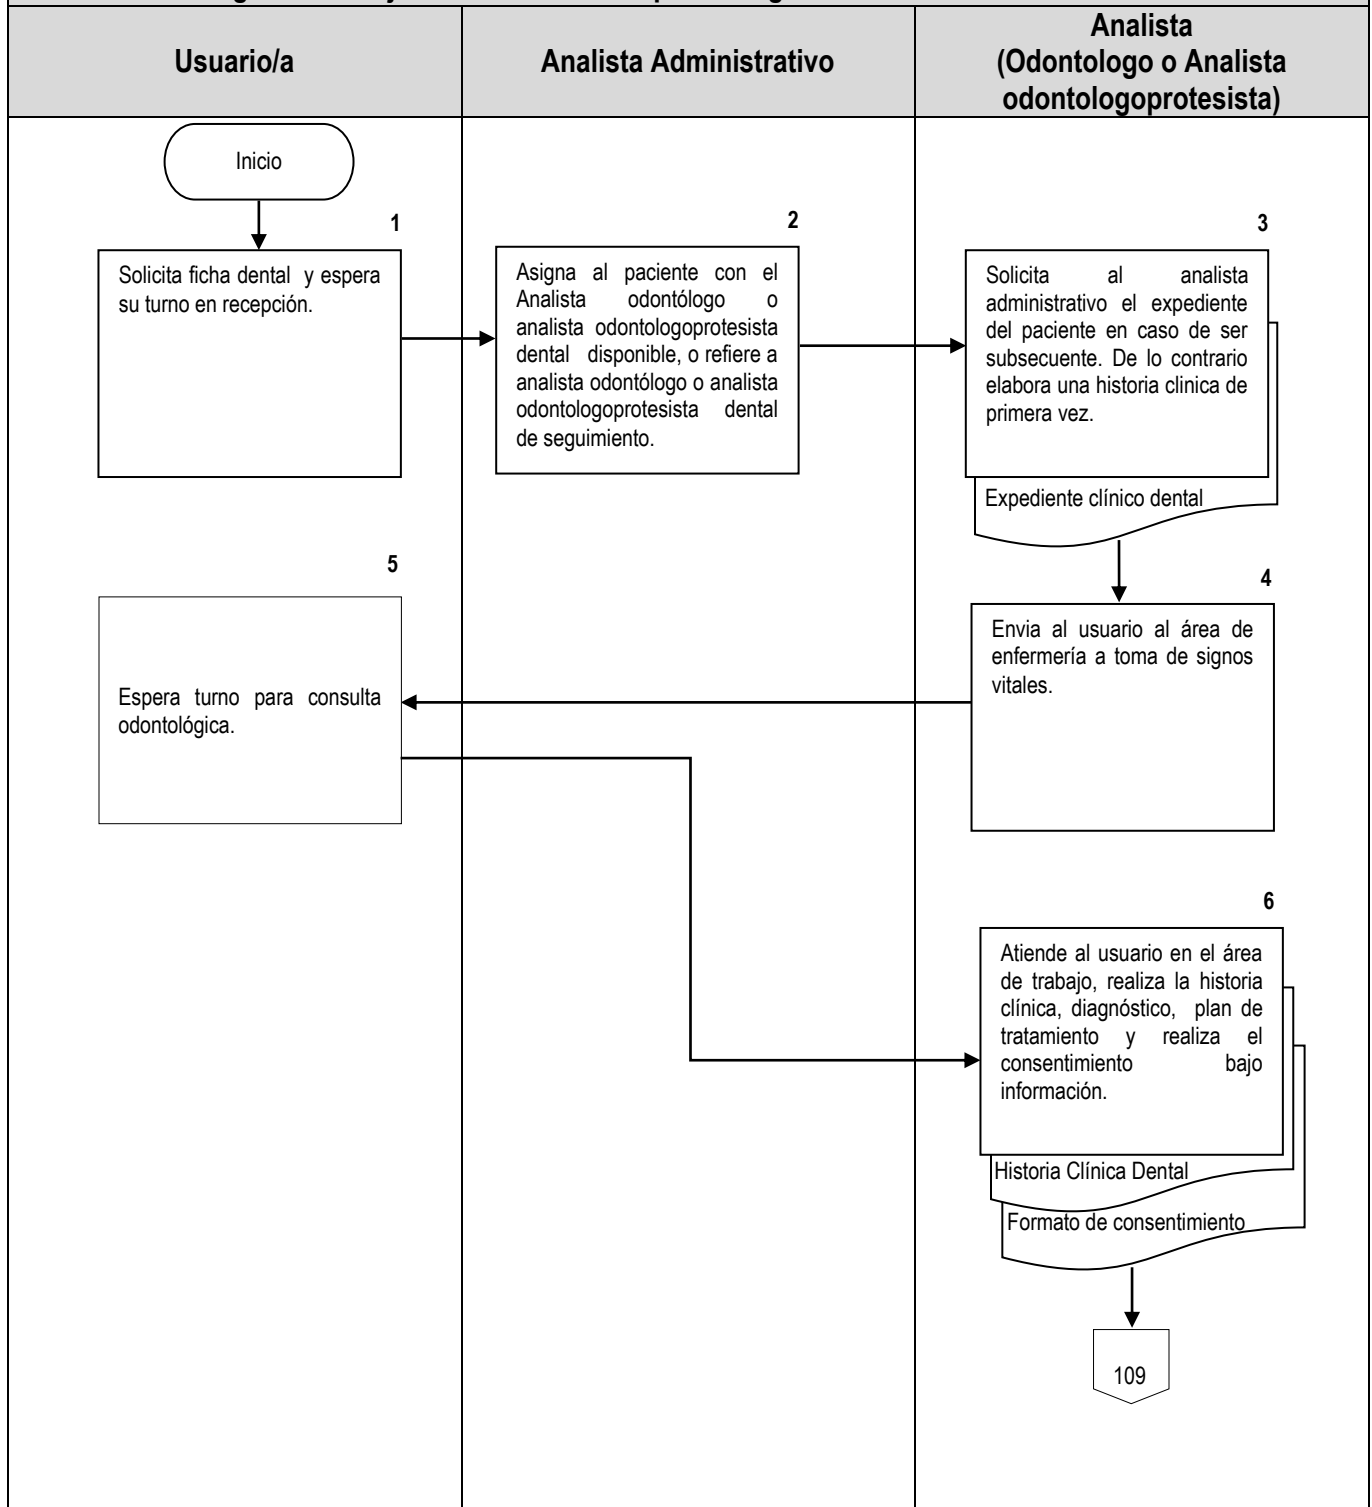 Usuario/a
Analista Administrativo
Analista
(Odontologo o Analista
odontologoprotesista)
Inicio
1
Solicita ficha dental y espera
su turno en recepción.
2
Asigna al paciente con el
Analista odontólogo o
analista odontologoprotesista
dental disponible, o refiere a
analista odontólogo o analista
odontologoprotesista dental
de seguimiento.
3
Solicita al analista
administrativo el expediente
del paciente en caso de ser
subsecuente. De lo contrario
elabora una historia clinica de
primera vez.
Expediente clínico dental
4
Envia al usuario al área de
enfermería a toma de signos
vitales.
5
Espera turno para consulta
odontológica.
6
Atiende al usuario en el área
de trabajo, realiza la historia
clínica, diagnóstico, plan de
tratamiento y realiza el
consentimiento bajo
información.
Historia Clínica Dental
Formato de consentimiento
109